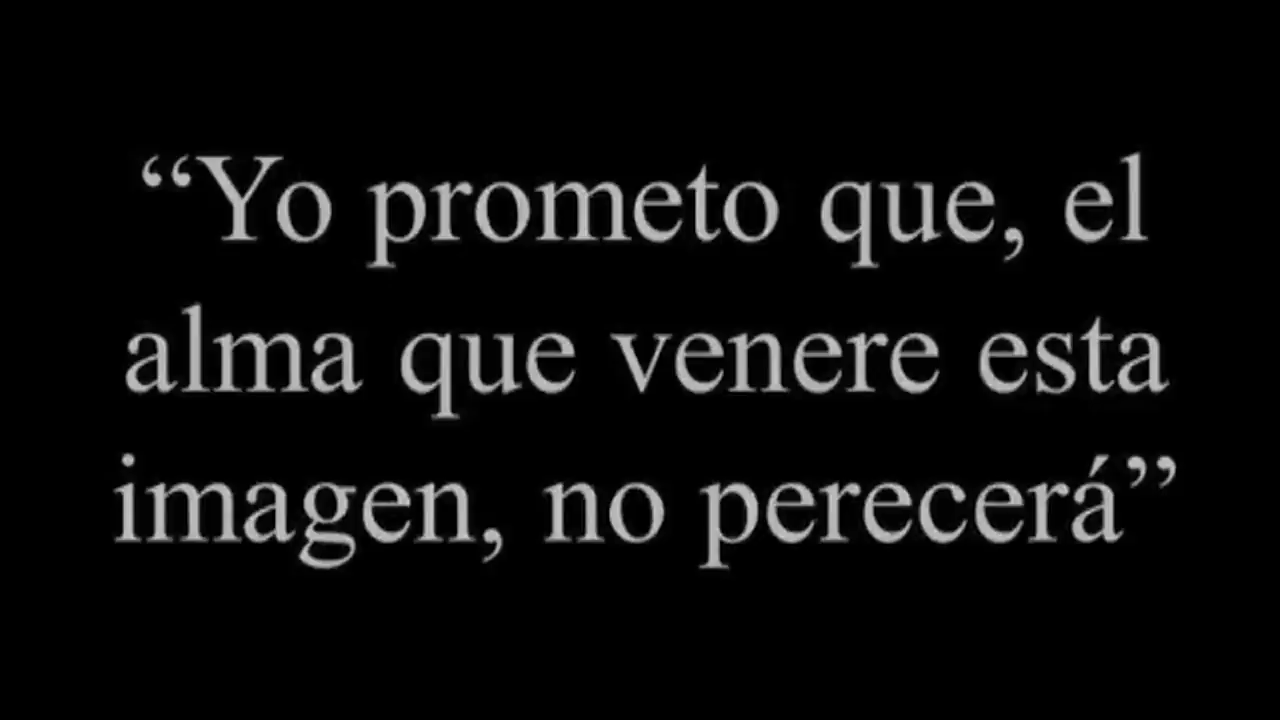 “Yo prometo que, el
alma que venere esta
imagen, no perecerá”